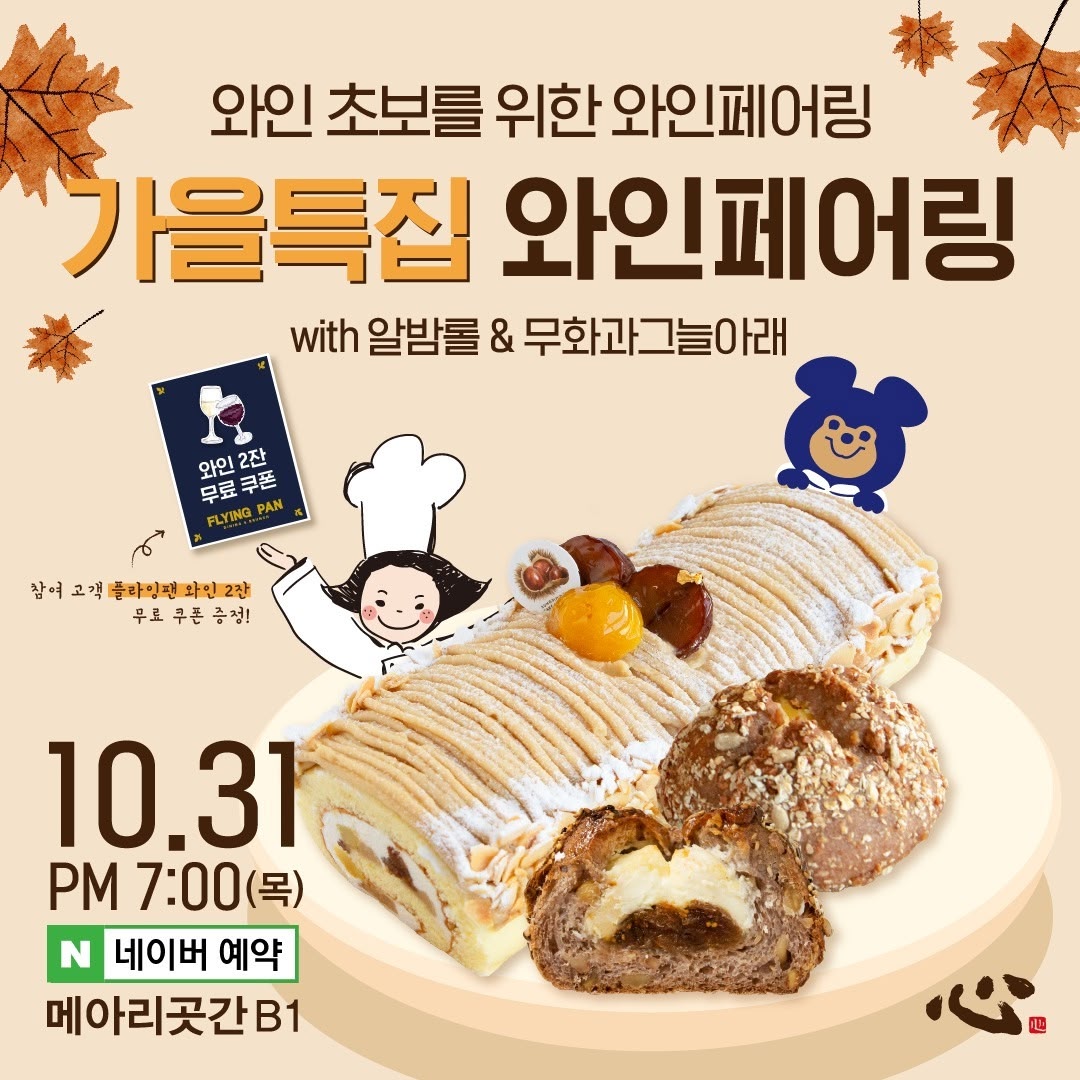 와인 초보를 위한 와인페어링
가을특집 와인페어링
with 알밤롤 & 무화과그늘아래
와인 2잔
무료 쿠폰
FLYING PAN
DINING & BRUNCH
참여 고객 플라잉팬 와인 2잔
무료 쿠폰 증정!
10.31
PM 7:00(목)
N 네이버 예약
메아리곳간 B1
心
心